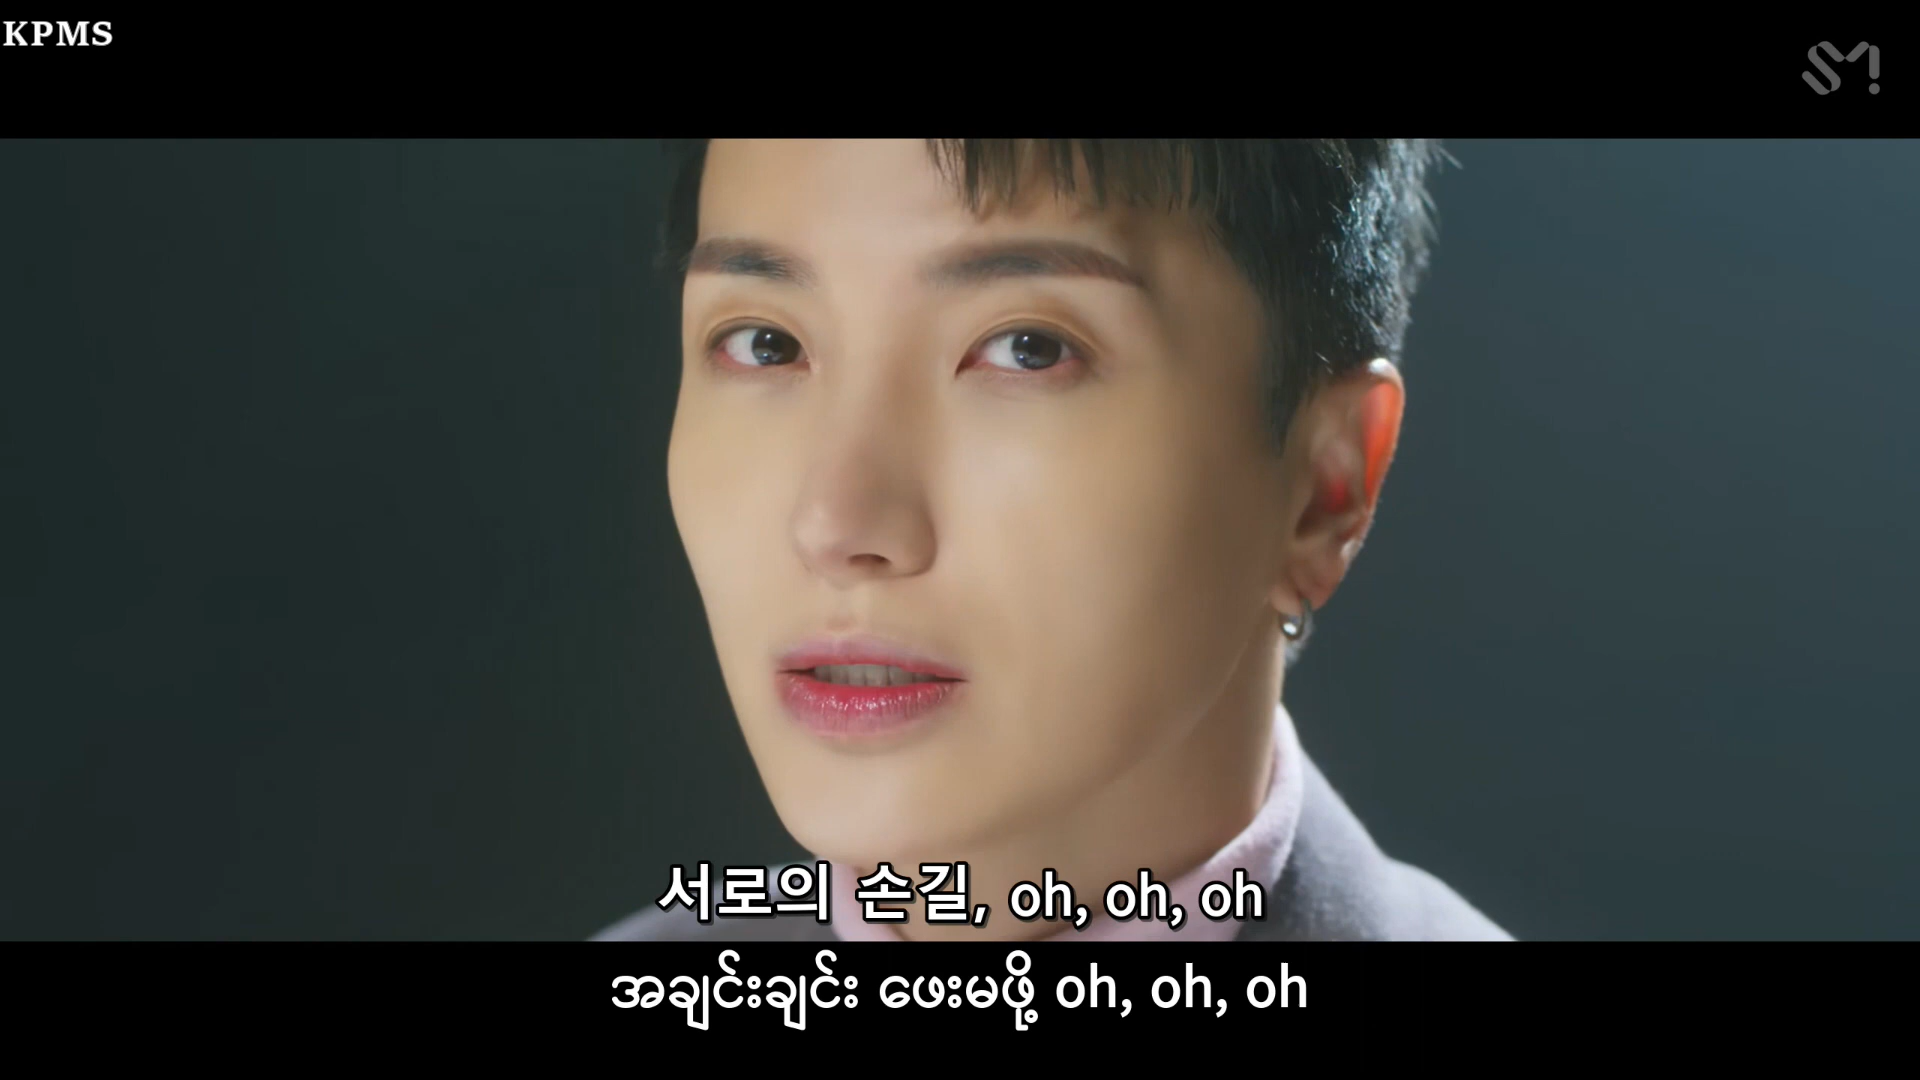 KPMS
SM!
서로의 손길, oh, oh, oh
အချင်းချင်း ဖေးမဖို့ oh, oh, oh